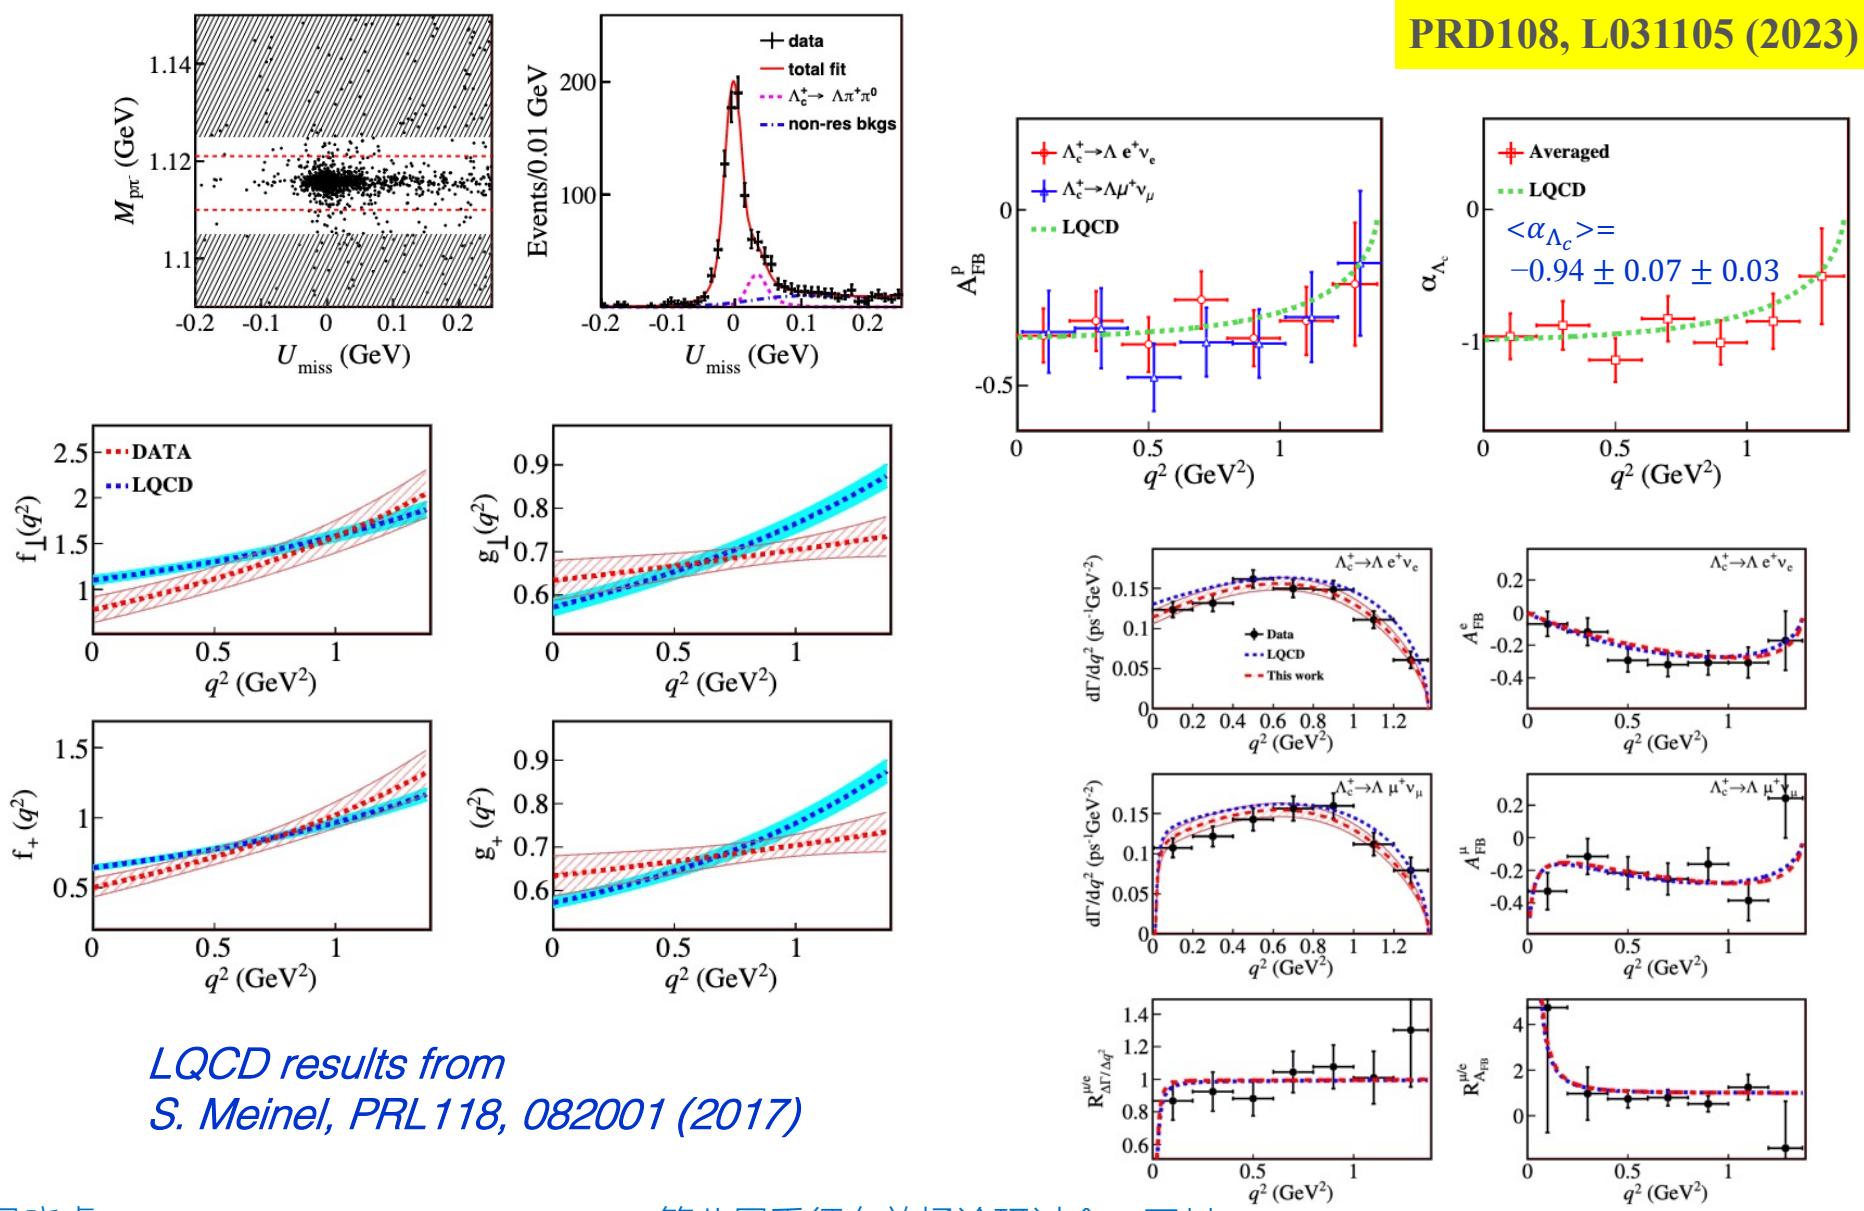 PRD108, L031105 (2023)
1.14
1.12
1.1
M_pπ⁻ (GeV)
-0.2 -0.1 0 0.1 0.2
U_miss (GeV)
200
100
Events/0.01 GeV
data
total fit
Λc⁺→ Λπ⁺π⁰
non-res bkgs
-0.2 -0.1 0 0.1 0.2
U_miss (GeV)
0
-0.5
A^p_FB
Λc⁺→Λ e⁺νe
Λc⁺→Λμ⁺νμ
LQCD
0 0.5 1
q² (GeV²)
0
-1
α_Λc
Averaged
LQCD
<α_Λc>=
−0.94 ± 0.07 ± 0.03
0 0.5 1
q² (GeV²)
2.5
2
1.5
1
f⊥(q²)
DATA
LQCD
0 0.5 1
q² (GeV²)
0.9
0.8
0.7
0.6
g⊥(q²)
0 0.5 1
q² (GeV²)
1.5
1
0.5
f₊(q²)
0 0.5 1
q² (GeV²)
0.9
0.8
0.7
0.6
g₊(q²)
0 0.5 1
q² (GeV²)
LQCD results from
S. Meinel, PRL118, 082001 (2017)
Λc⁺→Λ e⁺νe
0.15
0.1
0.05
0
dΓ/dq² (ps⁻¹GeV⁻²)
Data
LQCD
This work
0 0.2 0.4 0.6 0.8 1 1.2
q² (GeV²)
Λc⁺→Λ e⁺νe
0.2
0
-0.2
-0.4
A^e_FB
0 0.5 1
q² (GeV²)
Λc⁺→Λ μ⁺νμ
0.15
0.1
0.05
0
dΓ/dq² (ps⁻¹GeV⁻²)
0 0.2 0.4 0.6 0.8 1 1.2
q² (GeV²)
Λc⁺→Λ μ⁺νμ
0.2
0
-0.2
-0.4
A^μ_FB
0 0.5 1
q² (GeV²)
1.4
1.2
1
0.8
0.6
R^μ/e_ΔΓ/Δq²
0 0.5 1
q² (GeV²)
4
2
0
R^μ/e_A_FB
0 0.5 1
q² (GeV²)